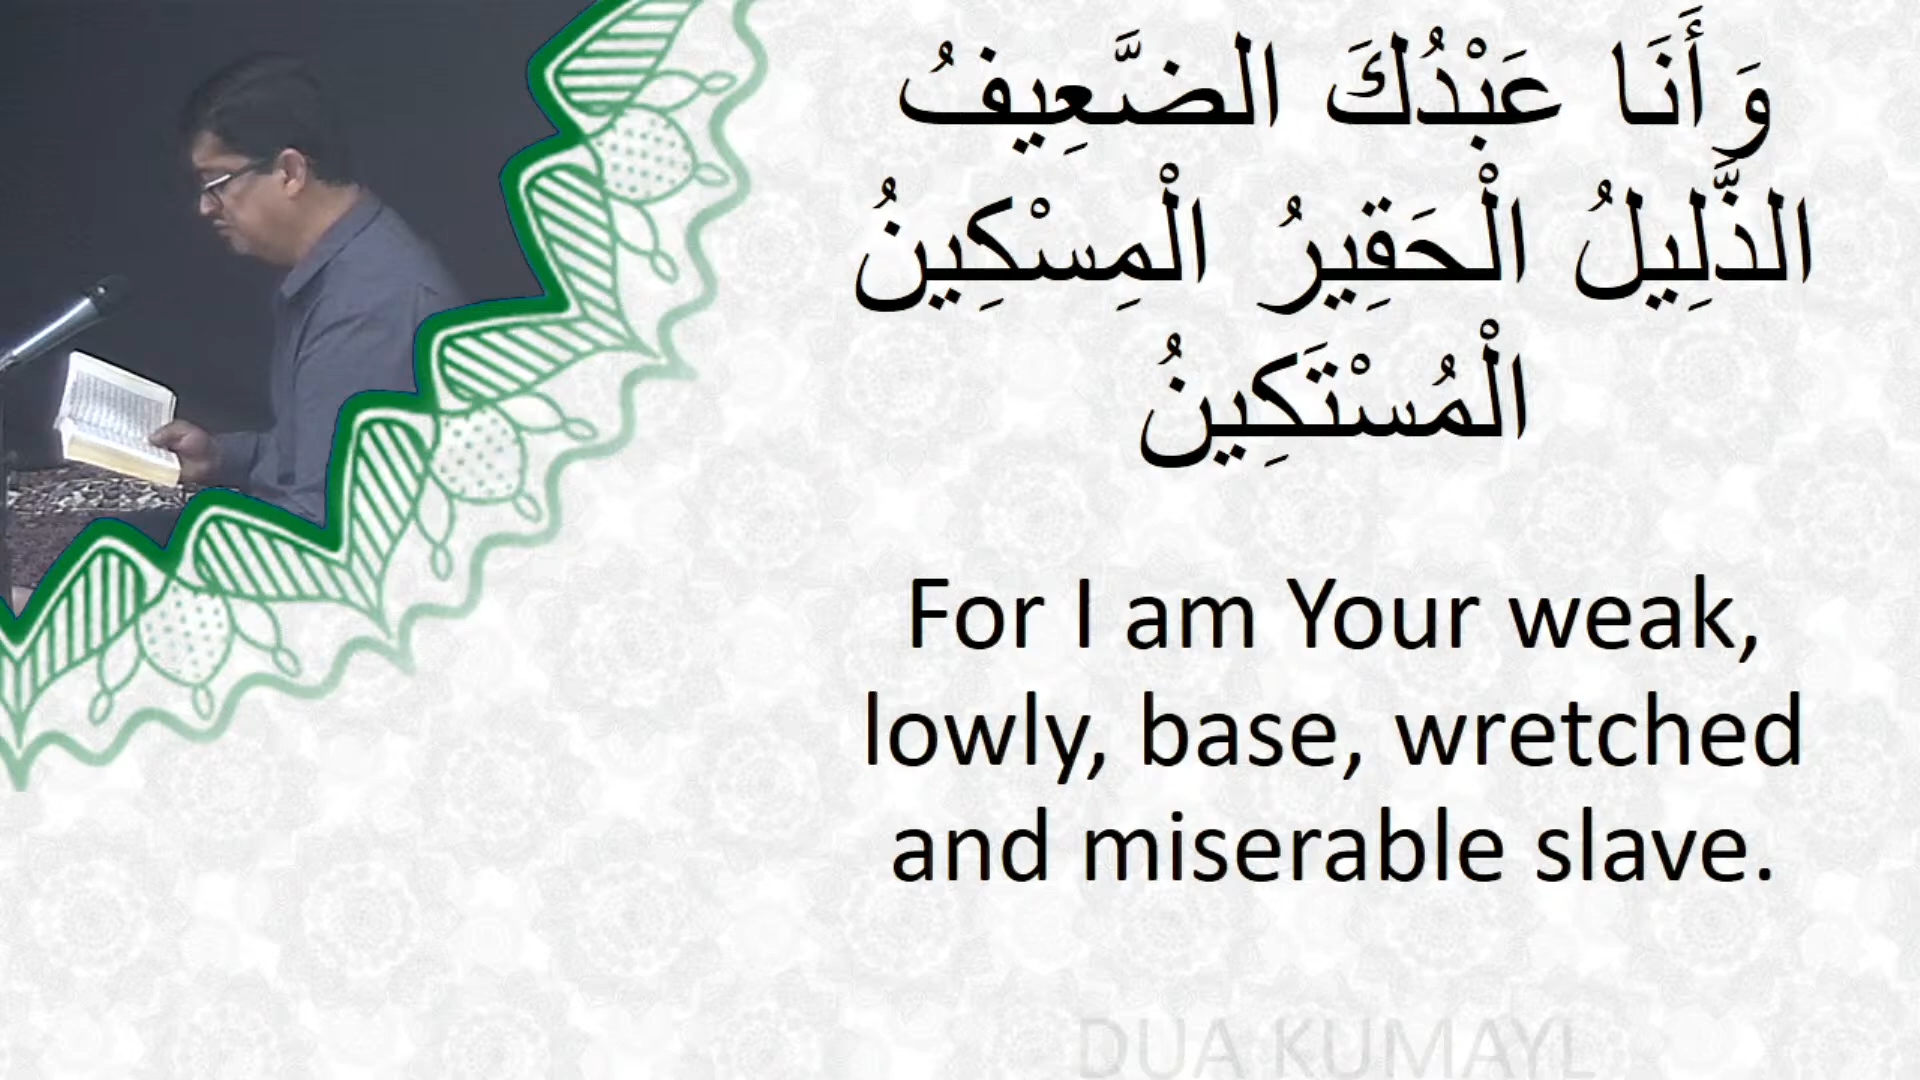 وَأَنَا عَبْدُكَ الضَّعِيفُ
الذَّلِيلُ الْحَقِيرُ الْمِسْكِينُ
الْمُسْتَكِينُ
For I am Your weak,
lowly, base, wretched
and miserable slave.
DUA KUMAYL